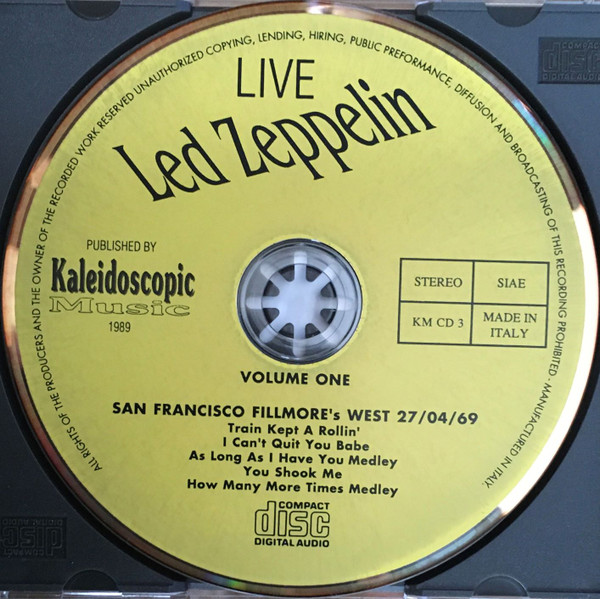 ALL RIGHTS OF THE PRODUCERS AND THE OWNER OF THE RECORDED WORK RESERVED UNAUTHORIZED COPYING, LENDING, HIRING, PUBLIC PREFORMANCE, DIFFUSION AND BROADCASTING OF THIS RECORDING PROHIBITED - MANUFACTURED IN ITALY.
LIVE
Led Zeppelin
PUBLISHED BY
Kaleidoscopic
Music
1989
STEREO SIAE
KM CD 3 MADE IN
ITALY
VOLUME ONE
SAN FRANCISCO FILLMORE's WEST 27/04/69
Train Kept A Rollin'
I Can't Quit You Babe
As Long As I Have You Medley
You Shook Me
How Many More Times Medley
COMPACT
disc
DIGITAL AUDIO
COMPACT
disc